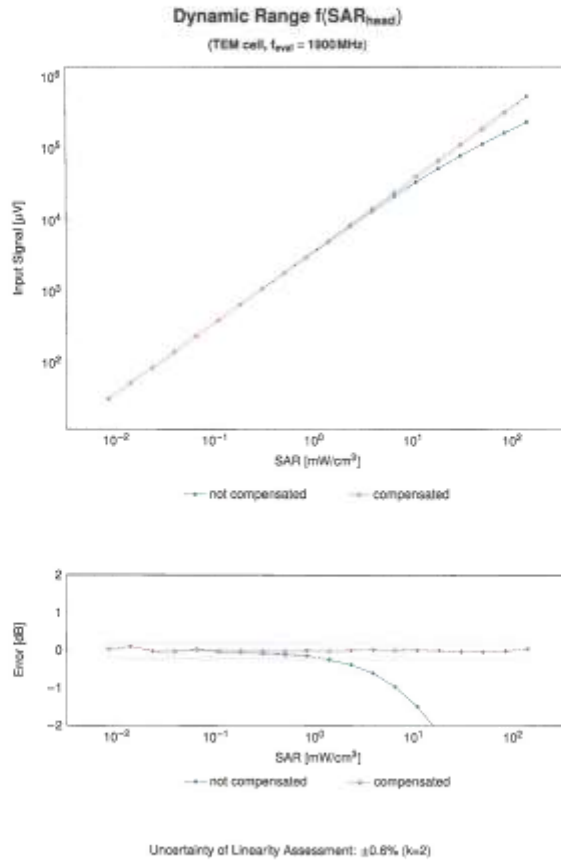 Dynamic Range f(SARhead)
(TEM cell, feval = 1900MHz)
10⁶
10⁵
10⁴
10³
10²
Input Signal [µV]
10⁻² 10⁻¹ 10⁰ 10¹ 10²
SAR [mW/cm³]
not compensated compensated
2
1
0
−1
−2
Error [dB]
10⁻² 10⁻¹ 10⁰ 10¹ 10²
SAR [mW/cm³]
not compensated compensated
Uncertainty of Linearity Assessment: ±0.6% (k=2)